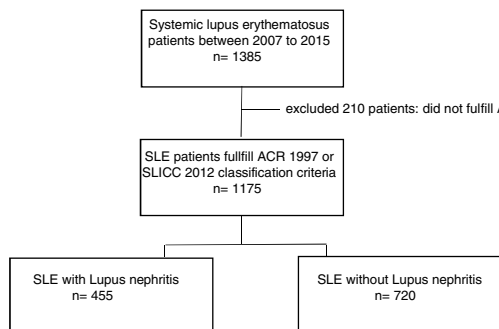 Systemic lupus erythematosus
patients between 2007 to 2015
n= 1385
excluded 210 patients: did not fulfill
SLE patients fullfill ACR 1997 or
SLICC 2012 classification criteria
n= 1175
SLE with Lupus nephritis
n= 455
SLE without Lupus nephritis
n= 720